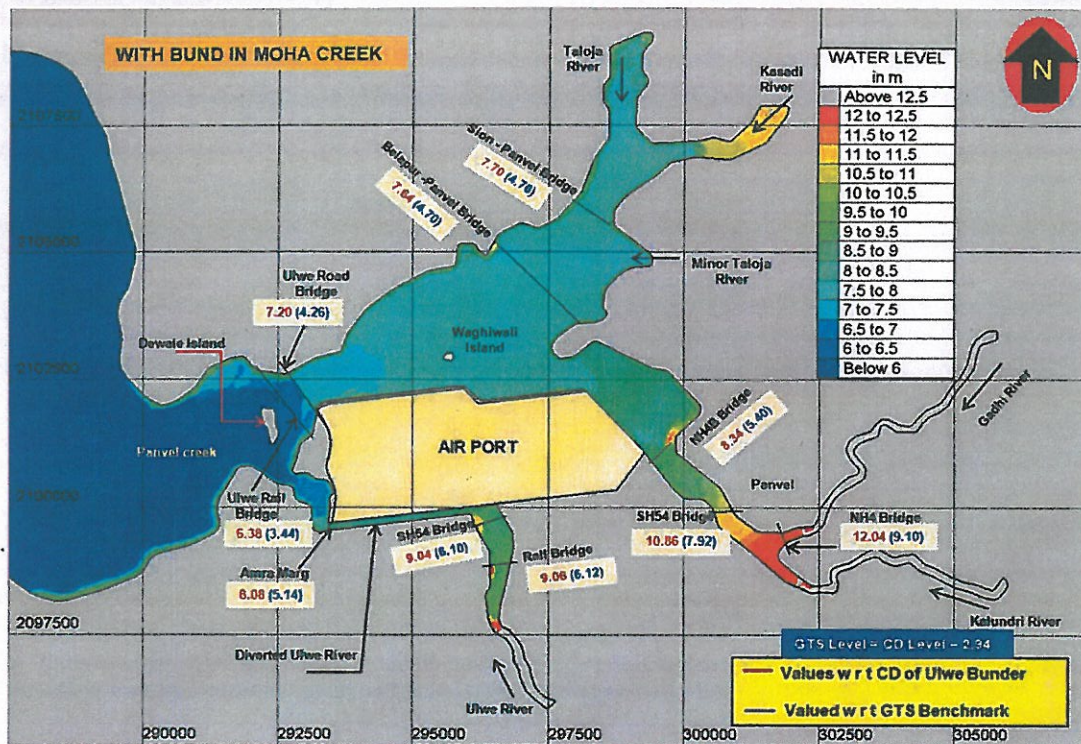 WITH BUND IN MOHA CREEK
Taloja
River
Kasadi
River
N
WATER LEVEL
in m
Above 12.5
12 to 12.5
11.5 to 12
11 to 11.5
10.5 to 11
10 to 10.5
9.5 to 10
9 to 9.5
8.5 to 9
8 to 8.5
7.5 to 8
7 to 7.5
6.5 to 7
6 to 6.5
Below 6
2107500
Sion - Panvel Bridge
7.70 (4.76)
Belapur -Panvel Bridge
7.64 (4.70)
2105000
Minor Taloja
River
Ulwe Road
Bridge
7.20 (4.26)
Waghiwali
Island
Dewale Island
2102500
Gadhi River
NH4B Bridge
8.34 (5.40)
AIR PORT
Panvel creek
2100000
Panvel
Ulwe Rail
Bridge
6.38 (3.44)
SH54 Bridge
9.04 (6.10)
SH54 Bridge
10.86 (7.92)
NH4 Bridge
12.04 (9.10)
Rail Bridge
9.06 (6.12)
Amra Marg
8.08 (5.14)
Kalundri River
2097500
Diverted Ulwe River
GTS Level = CD Level - 2.94
Values w r t CD of Ulwe Bunder
Valued w r t GTS Benchmark
Ulwe River
290000
292500
295000
297500
300000
302500
305000